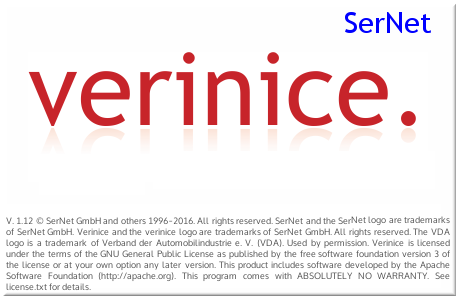 SerNet
verinice.
V. 1.12 © SerNet GmbH and others 1996-2016. All rights reserved. SerNet and the SerNet logo are trademarks
of SerNet GmbH. Verinice and the verinice logo are trademarks of SerNet GmbH. All rights reserved. The VDA
logo is a trademark of Verband der Automobilindustrie e. V. (VDA). Used by permission. Verinice is licensed
under the terms of the GNU General Public License as published by the free software foundation version 3 of
the license or at your own option any later version. This product includes software developed by the Apache
Software Foundation (http://apache.org). This program comes with ABSOLUTELY NO WARRANTY. See
license.txt for details.